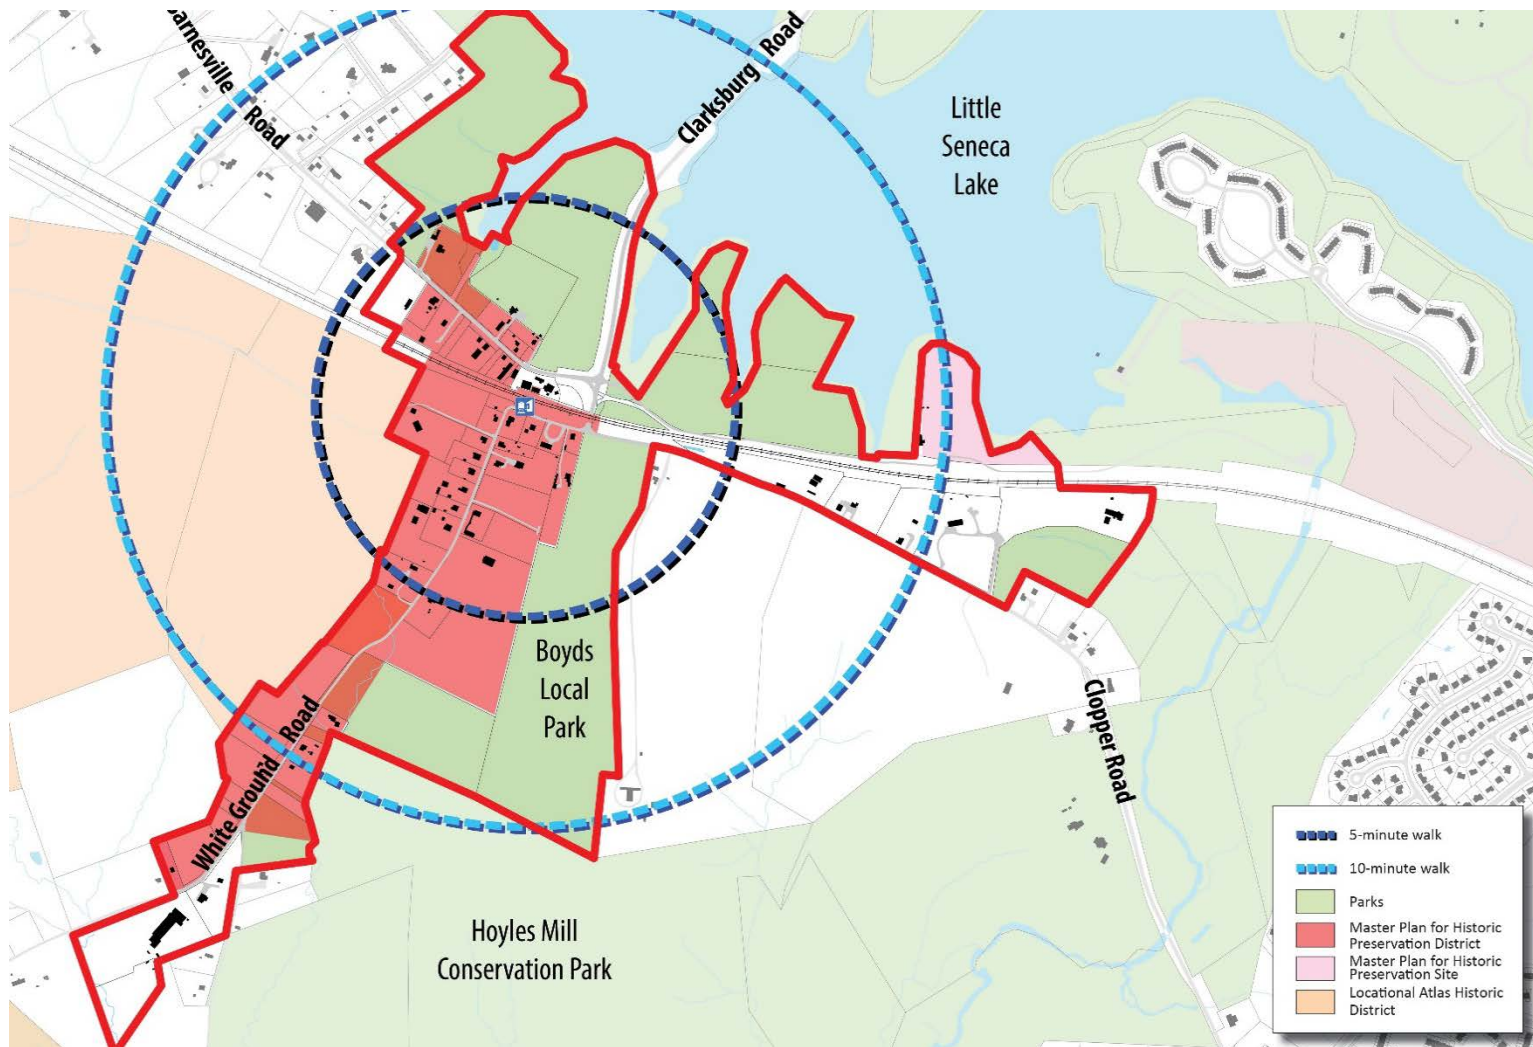 Barnesville
Road
Clarksburg
Road
Little
Seneca
Lake
Boyds
Local
Park
White Ground
Road
Clopper Road
Hoyles Mill
Conservation Park
5-minute walk
10-minute walk
Parks
Master Plan for Historic
Preservation District
Master Plan for Historic
Preservation Site
Locational Atlas Historic
District